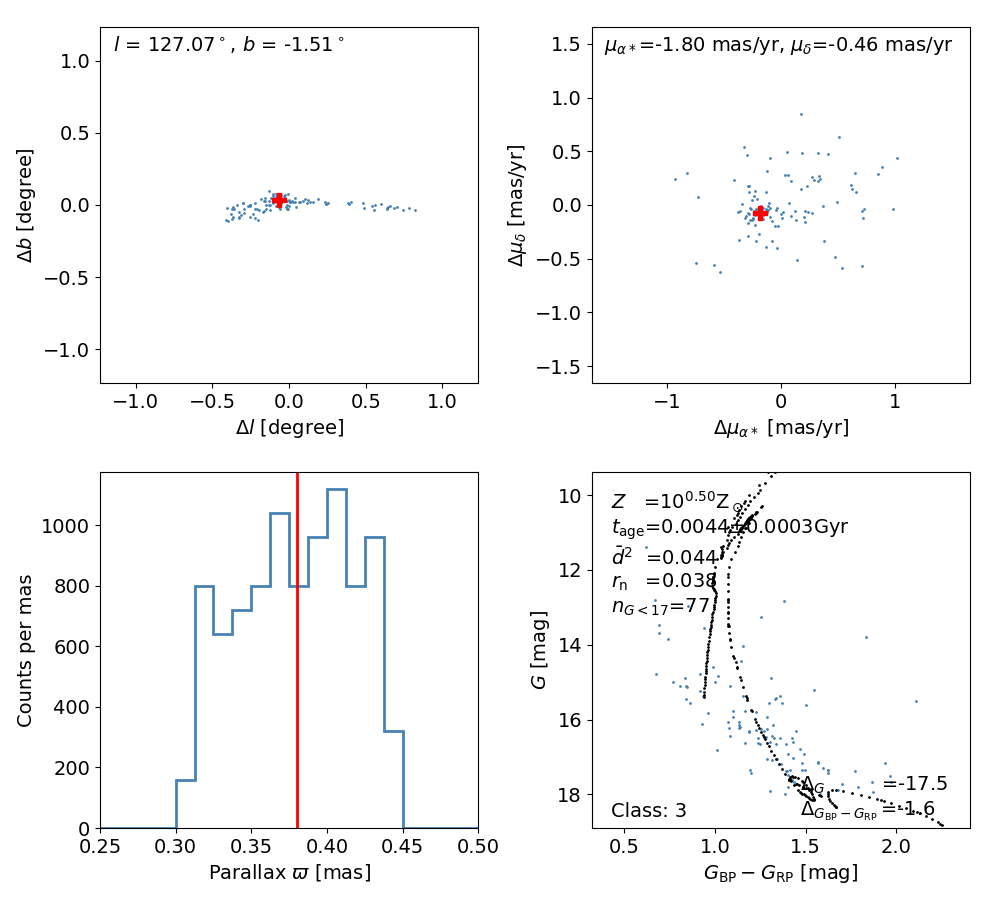 l = 127.07°, b = -1.51°
1.0
0.5
0.0
−0.5
−1.0
Δb [degree]
−1.0 −0.5 0.0 0.5 1.0
Δl [degree]
μα∗=-1.80 mas/yr, μδ=-0.46 mas/yr
1.5
1.0
0.5
0.0
−0.5
−1.0
−1.5
Δμδ [mas/yr]
−1 0 1
Δμα∗ [mas/yr]
1000
800
600
400
200
0
Counts per mas
0.25 0.30 0.35 0.40 0.45 0.50
Parallax ϖ [mas]
10
12
14
16
18
G [mag]
Z =10^0.50 Z⊙
t_age=0.0044±0.0003Gyr
d̄² =0.044
r_n =0.038
n_G<17=77
Δ_G =-17.5
Δ_G_BP−G_RP =-1.6
Class: 3
0.5 1.0 1.5 2.0
G_BP − G_RP [mag]